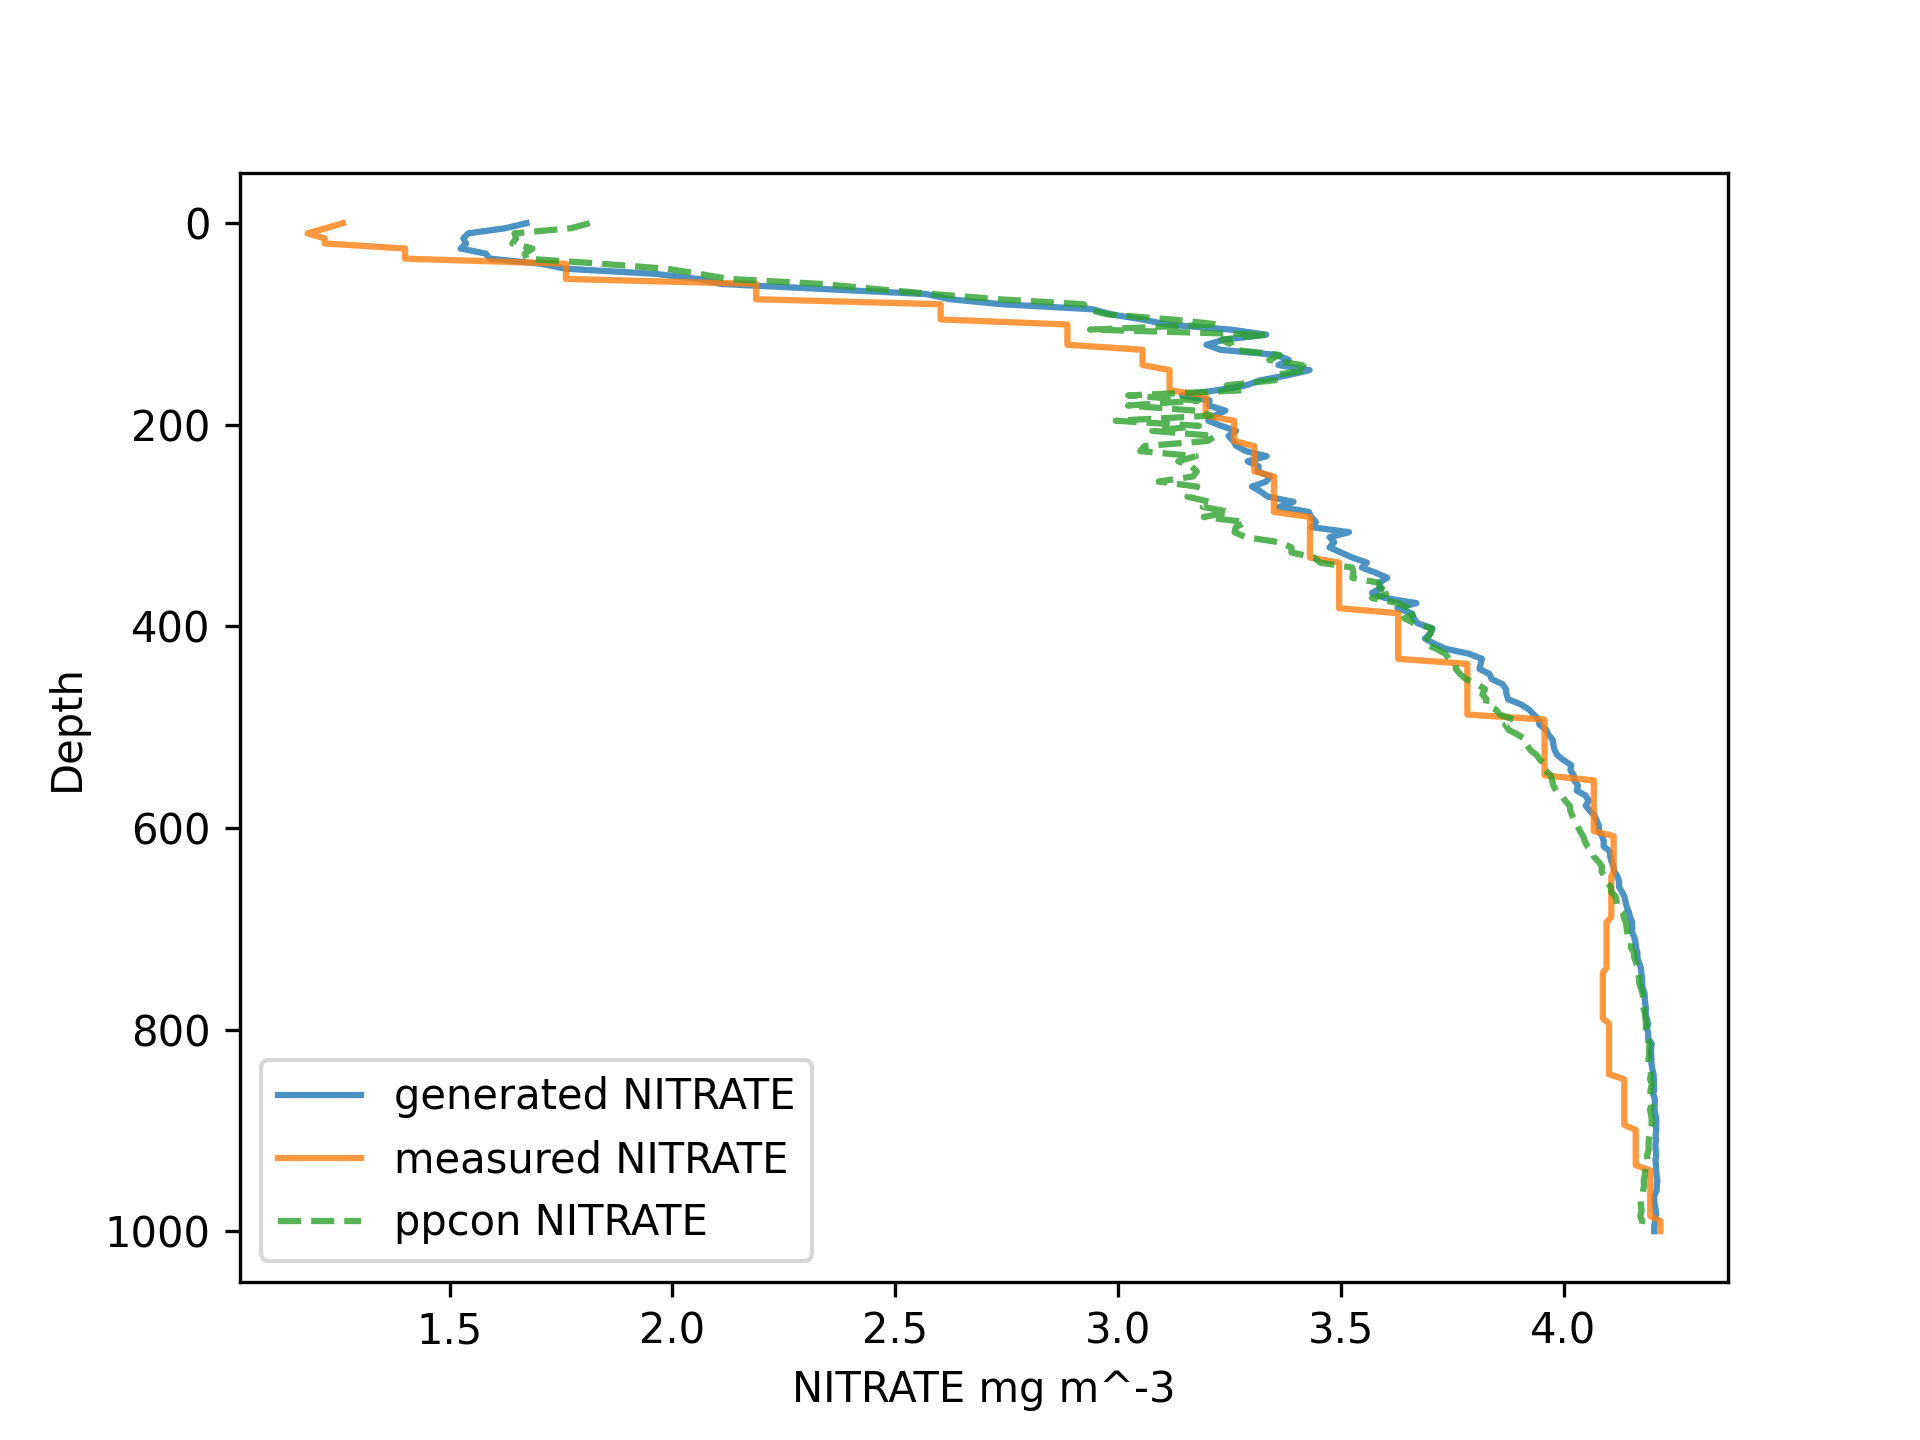 0
200
400
600
800
1000
Depth
generated NITRATE
measured NITRATE
ppcon NITRATE
1.5 2.0 2.5 3.0 3.5 4.0
NITRATE mg m^-3